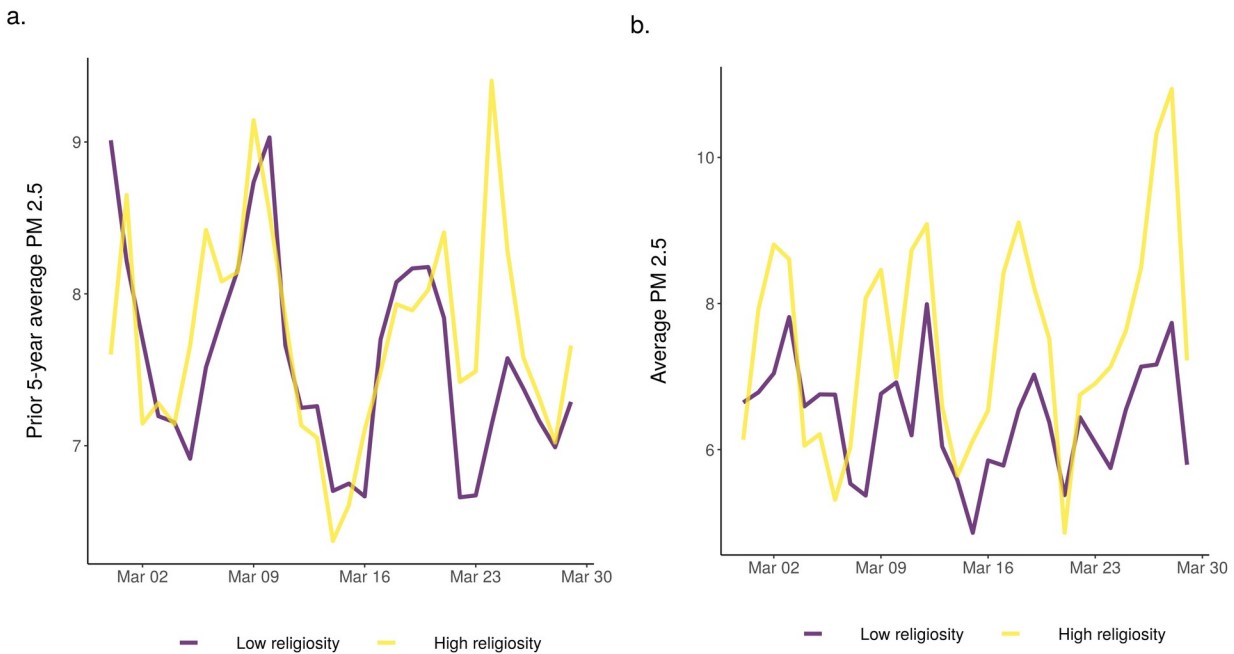 a.
Prior 5-year average PM 2.5
9
8
7
Mar 02 Mar 09 Mar 16 Mar 23 Mar 30
Low religiosity High religiosity
b.
Average PM 2.5
10
8
6
Mar 02 Mar 09 Mar 16 Mar 23 Mar 30
Low religiosity High religiosity